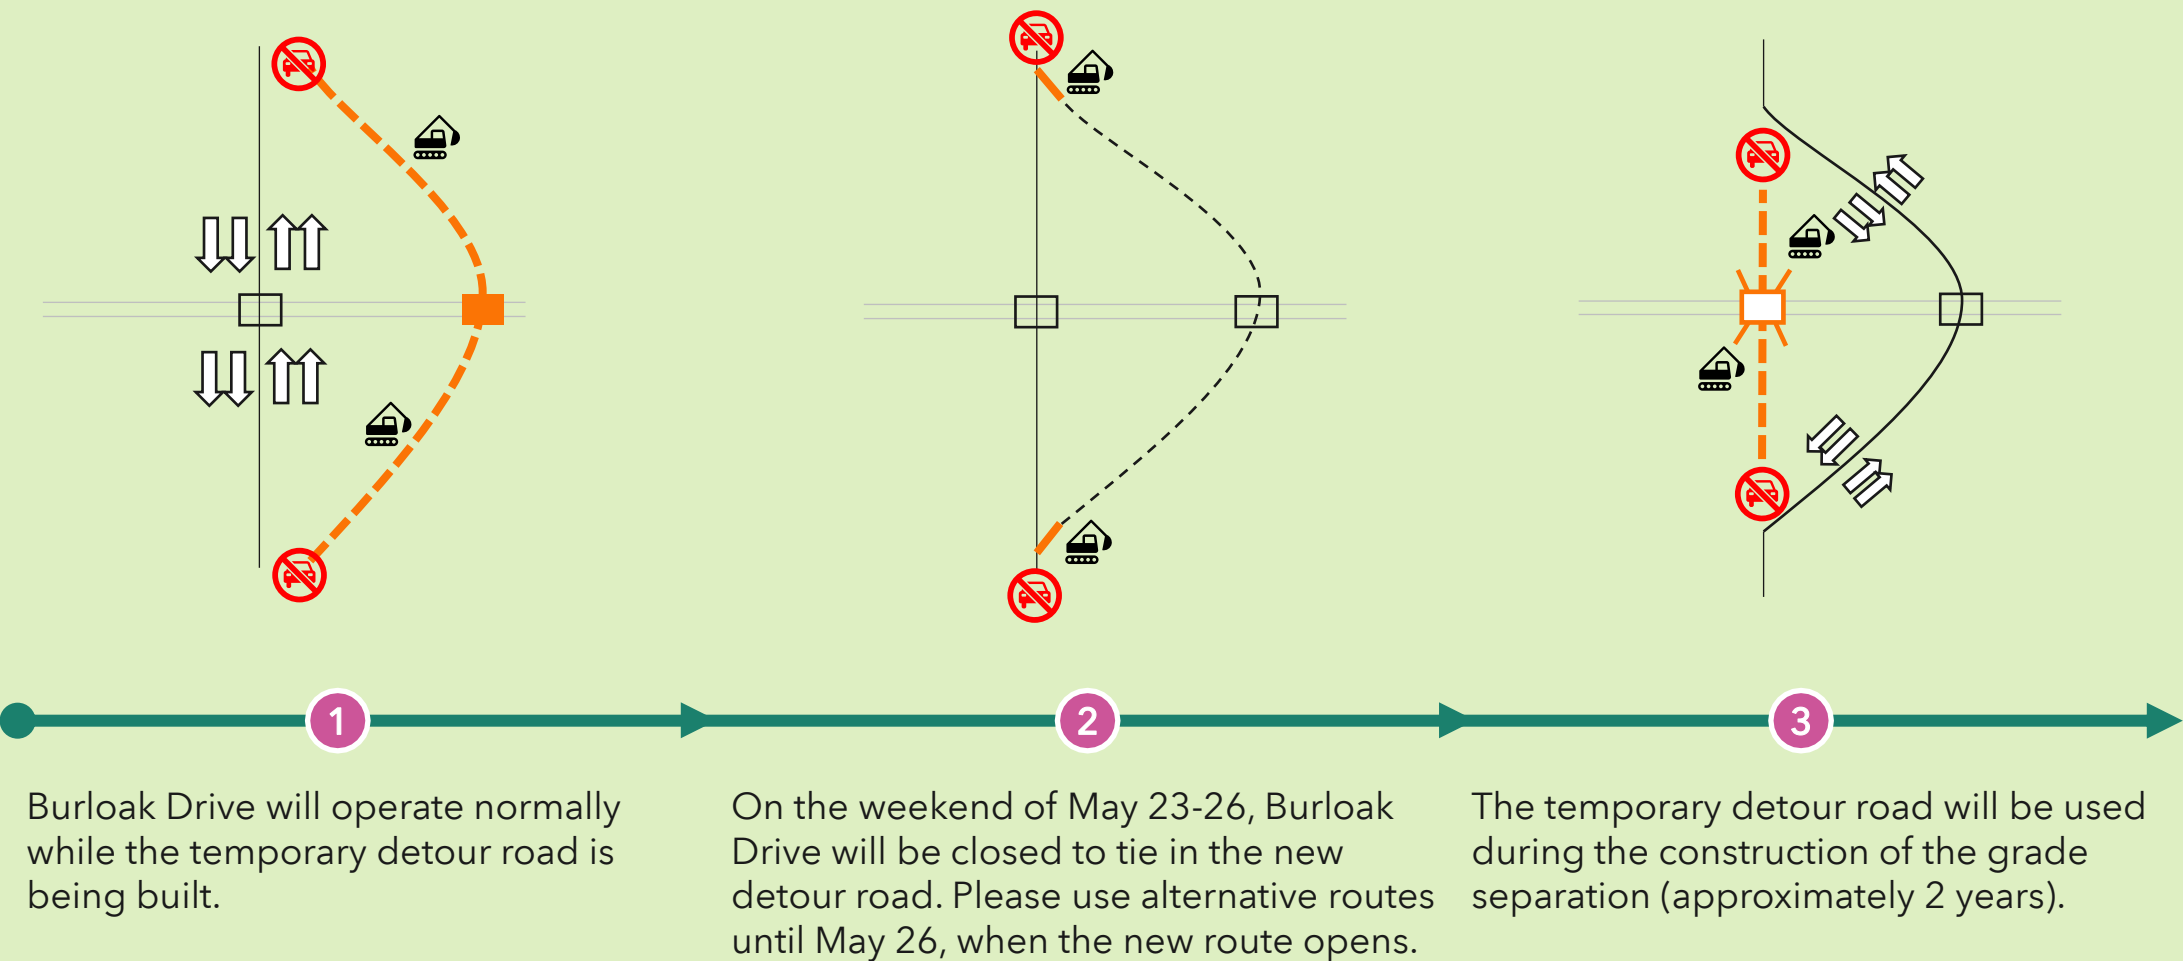 1
Burloak Drive will operate normally
while the temporary detour road is
being built.
2
On the weekend of May 23-26, Burloak
Drive will be closed to tie in the new
detour road. Please use alternative routes
until May 26, when the new route opens.
3
The temporary detour road will be used
during the construction of the grade
separation (approximately 2 years).